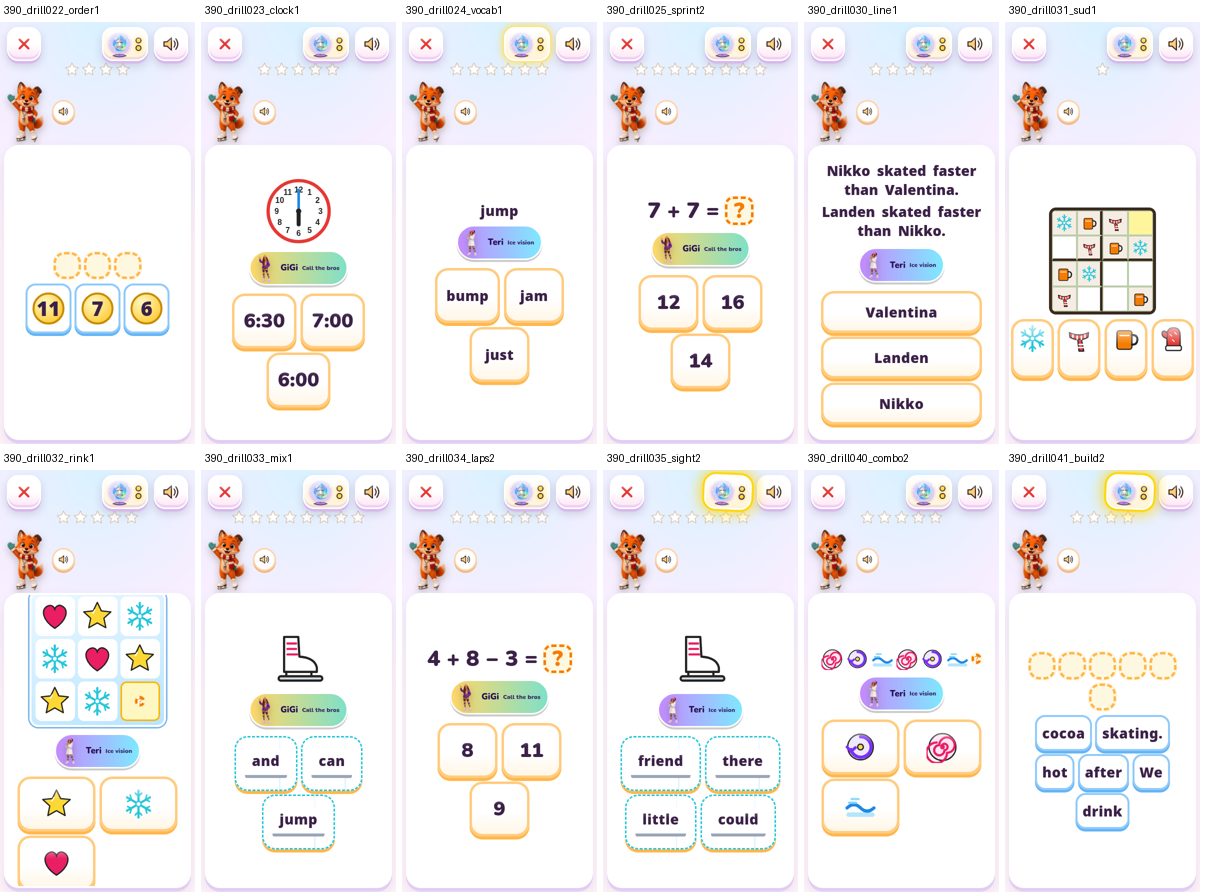 390_drill022_order1
11 7 6
390_drill023_clock1
12
11 1
10 2
9 3
8 4
7 5
6
GiGi Call the bros
6:30 7:00
6:00
390_drill024_vocab1
jump
Teri Ice vision
bump jam
just
390_drill025_sprint2
7 + 7 = ?
GiGi Call the bros
12 16
14
390_drill030_line1
Nikko skated faster
than Valentina.
Landen skated faster
than Nikko.
Teri Ice vision
Valentina
Landen
Nikko
390_drill031_sud1
390_drill032_rink1
Teri Ice vision
390_drill033_mix1
GiGi Call the bros
and can
jump
390_drill034_laps2
4 + 8 − 3 = ?
GiGi Call the bros
8 11
9
390_drill035_sight2
Teri Ice vision
friend there
little could
390_drill040_combo2
Teri Ice vision
390_drill041_build2
cocoa skating.
hot after We
drink